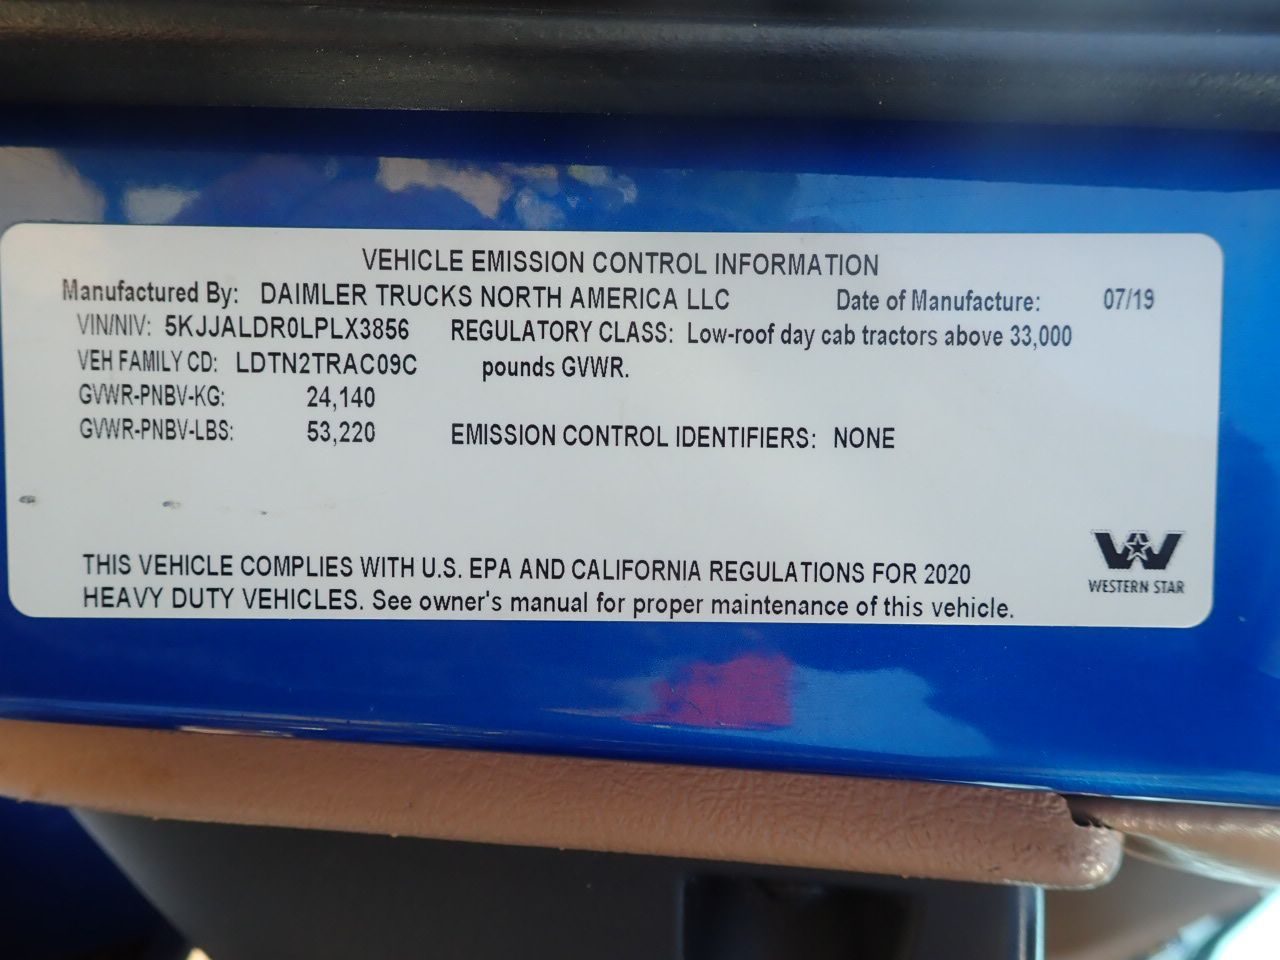 VEHICLE EMISSION CONTROL INFORMATION
Manufactured By: DAIMLER TRUCKS NORTH AMERICA LLC Date of Manufacture: 07/19
VIN/NIV: 5KJJALDR0LPLX3856 REGULATORY CLASS: Low-roof day cab tractors above 33,000
VEH FAMILY CD: LDTN2TRAC09C pounds GVWR.
GVWR-PNBV-KG: 24,140
GVWR-PNBV-LBS: 53,220 EMISSION CONTROL IDENTIFIERS: NONE
THIS VEHICLE COMPLIES WITH U.S. EPA AND CALIFORNIA REGULATIONS FOR 2020
HEAVY DUTY VEHICLES. See owner's manual for proper maintenance of this vehicle.
WESTERN STAR